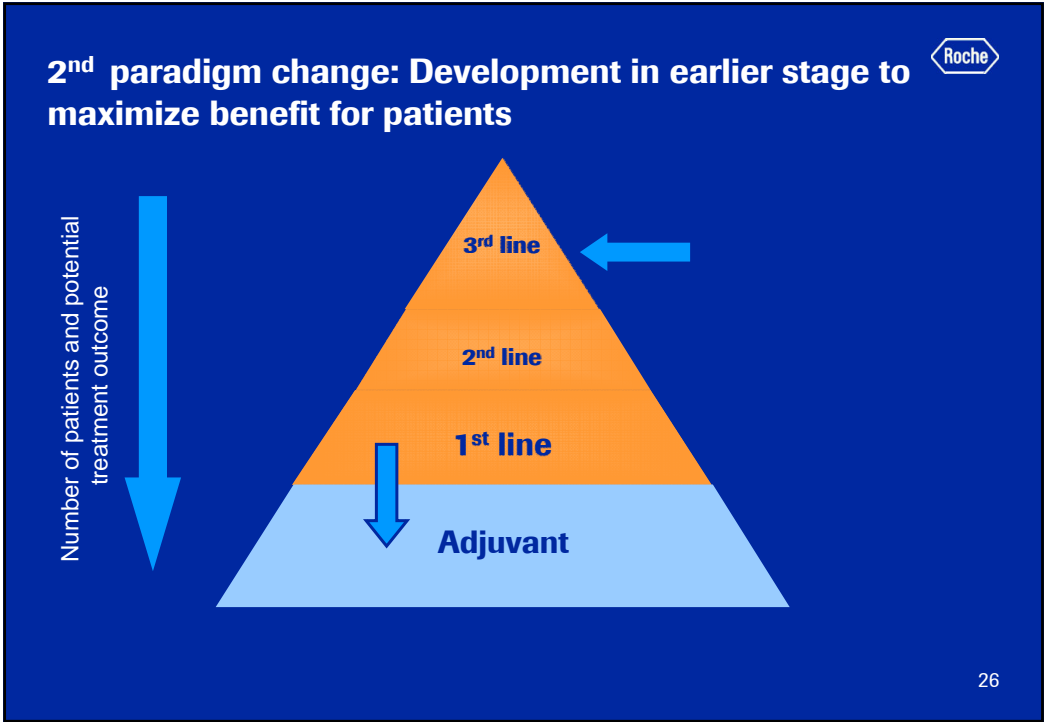 2nd paradigm change: Development in earlier stage to
maximize benefit for patients
Roche
Number of patients and potential
treatment outcome
3rd line
2nd line
1st line
Adjuvant
26